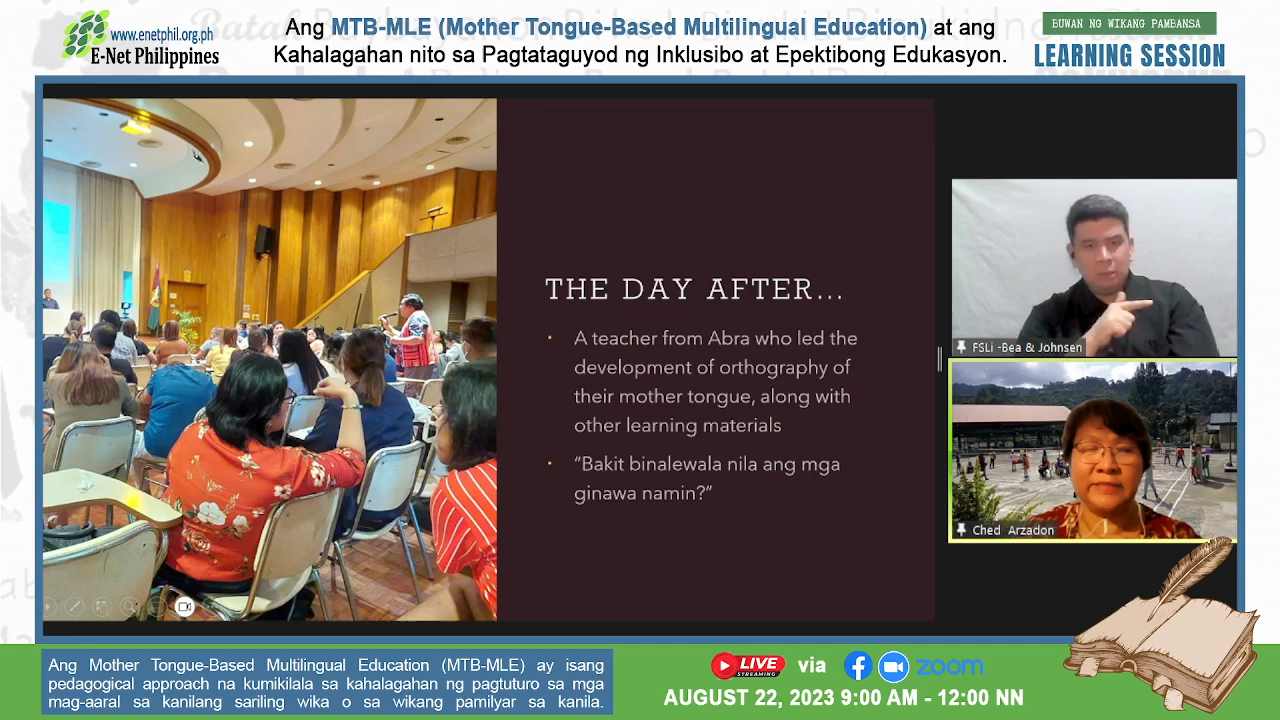 www.enetphil.org.ph
E-Net Philippines
Ang MTB-MLE (Mother Tongue-Based Multilingual Education) at ang
Kahalagahan nito sa Pagtataguyod ng Inklusibo at Epektibong Edukasyon.
BUWAN NG WIKANG PAMBANSA
LEARNING SESSION
THE DAY AFTER...
• A teacher from Abra who led the
development of orthography of
their mother tongue, along with
other learning materials
• “Bakit binalewala nila ang mga
ginawa namin?”
FSLi -Bea & Johnsen
Ched Arzadon
Ang Mother Tongue-Based Multilingual Education (MTB-MLE) ay isang
pedagogical approach na kumikilala sa kahalagahan ng pagtuturo sa mga
mag-aaral sa kanilang sariling wika o sa wikang pamilyar sa kanila.
LIVE
STREAMING
via
zoom
AUGUST 22, 2023 9:00 AM - 12:00 NN